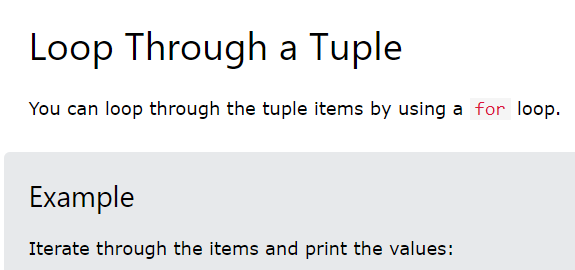 Loop Through a Tuple
You can loop through the tuple items by using a for loop.
Example
Iterate through the items and print the values: